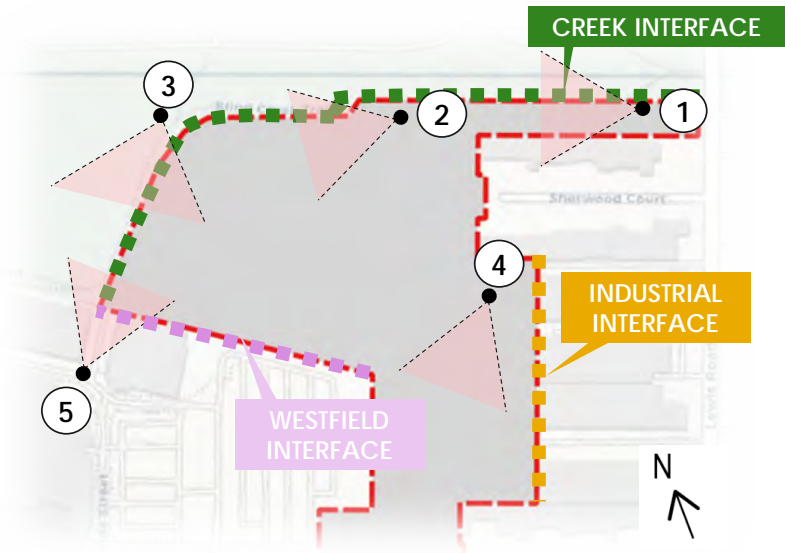 CREEK INTERFACE
3
2
1
Sherwood Court
4
INDUSTRIAL
INTERFACE
5
WESTFIELD
INTERFACE
N